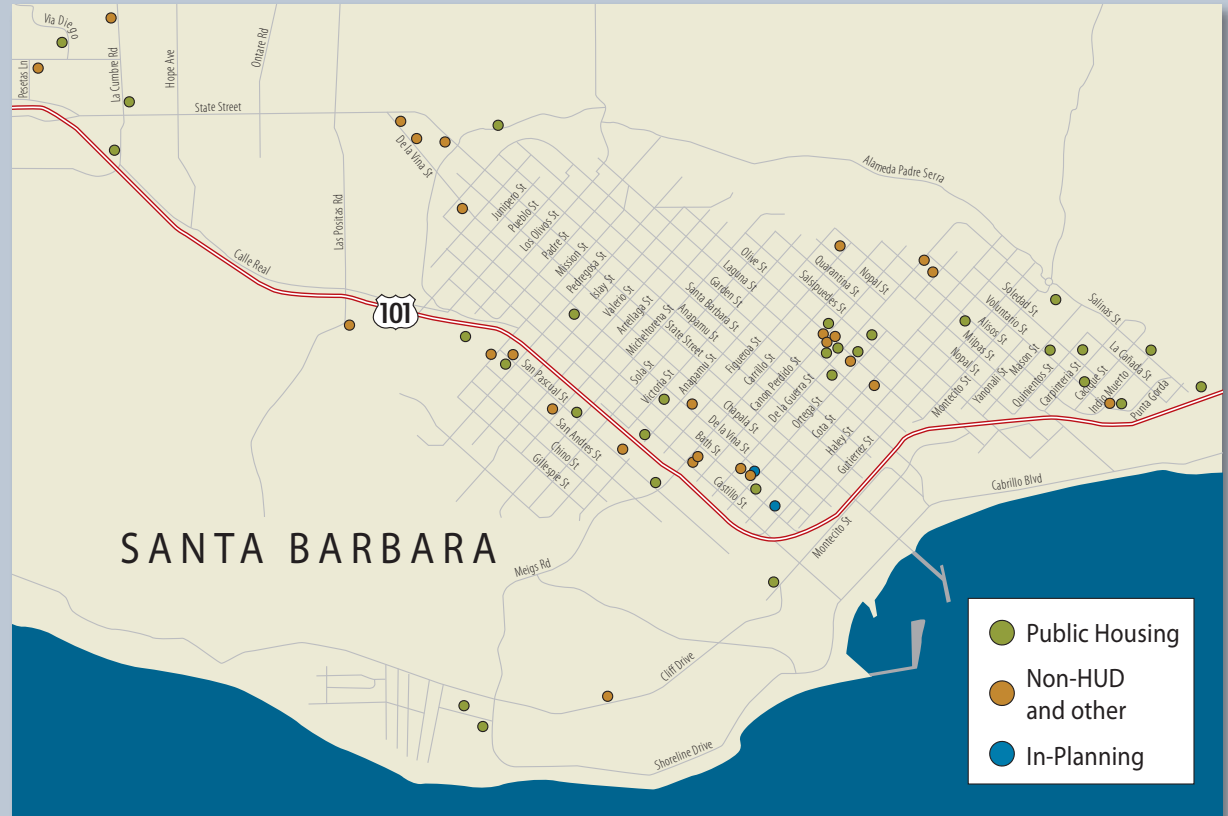 Via Diego
Pesetas Ln
La Cumbre Rd
Hope Ave
Ontare Rd
State Street
De la Vina St
Las Positas Rd
Calle Real
101
Alameda Padre Serra
Junipero St
Pueblo St
Los Olivos St
Padre St
Mission St
Pedregosa St
Islay St
Valerio St
Arrellaga St
Micheltorena St
State Street
Sola St
Victoria St
Anapamu St
Olive St
Laguna St
Garden St
Santa Barbara St
Anapamu St
Figueroa St
Carrillo St
Canon Perdido St
De la Guerra St
Ortega St
Cota St
Haley St
Gutierrez St
Quarantina St
Salsipuedes St
Nopal St
Soledad St
Voluntario St
Alisos St
Milpas St
Nopal St
Montecito St
Yanonali St
Mason St
Quinientos St
Carpinteria St
Cacique St
Indio Muerto
Salinas St
La Cañada St
Punta Gorda
Chapala St
De la Vina St
Bath St
Castillo St
San Pascual St
San Andres St
Chino St
Gillespie St
Cabrillo Blvd
Montecito St
SANTA BARBARA
Meigs Rd
Cliff Drive
Shoreline Drive
Public Housing
Non-HUD
and other
In-Planning